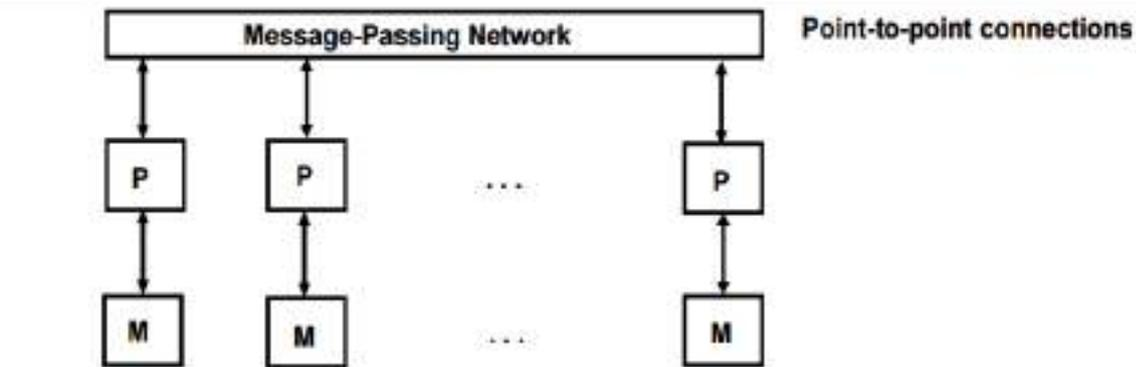 Message-Passing Network
Point-to-point connections
P
P
. . .
P
M
M
. . .
M